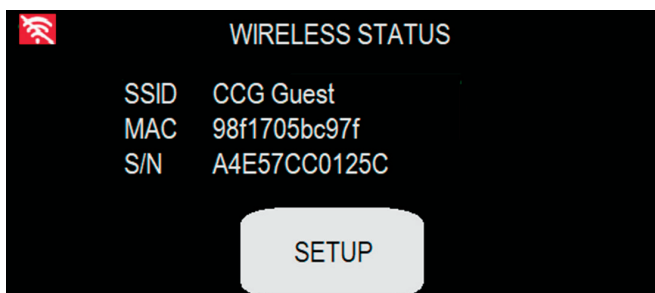 WIRELESS STATUS
SSID CCG Guest
MAC 98f1705bc97f
S/N A4E57CC0125C
SETUP